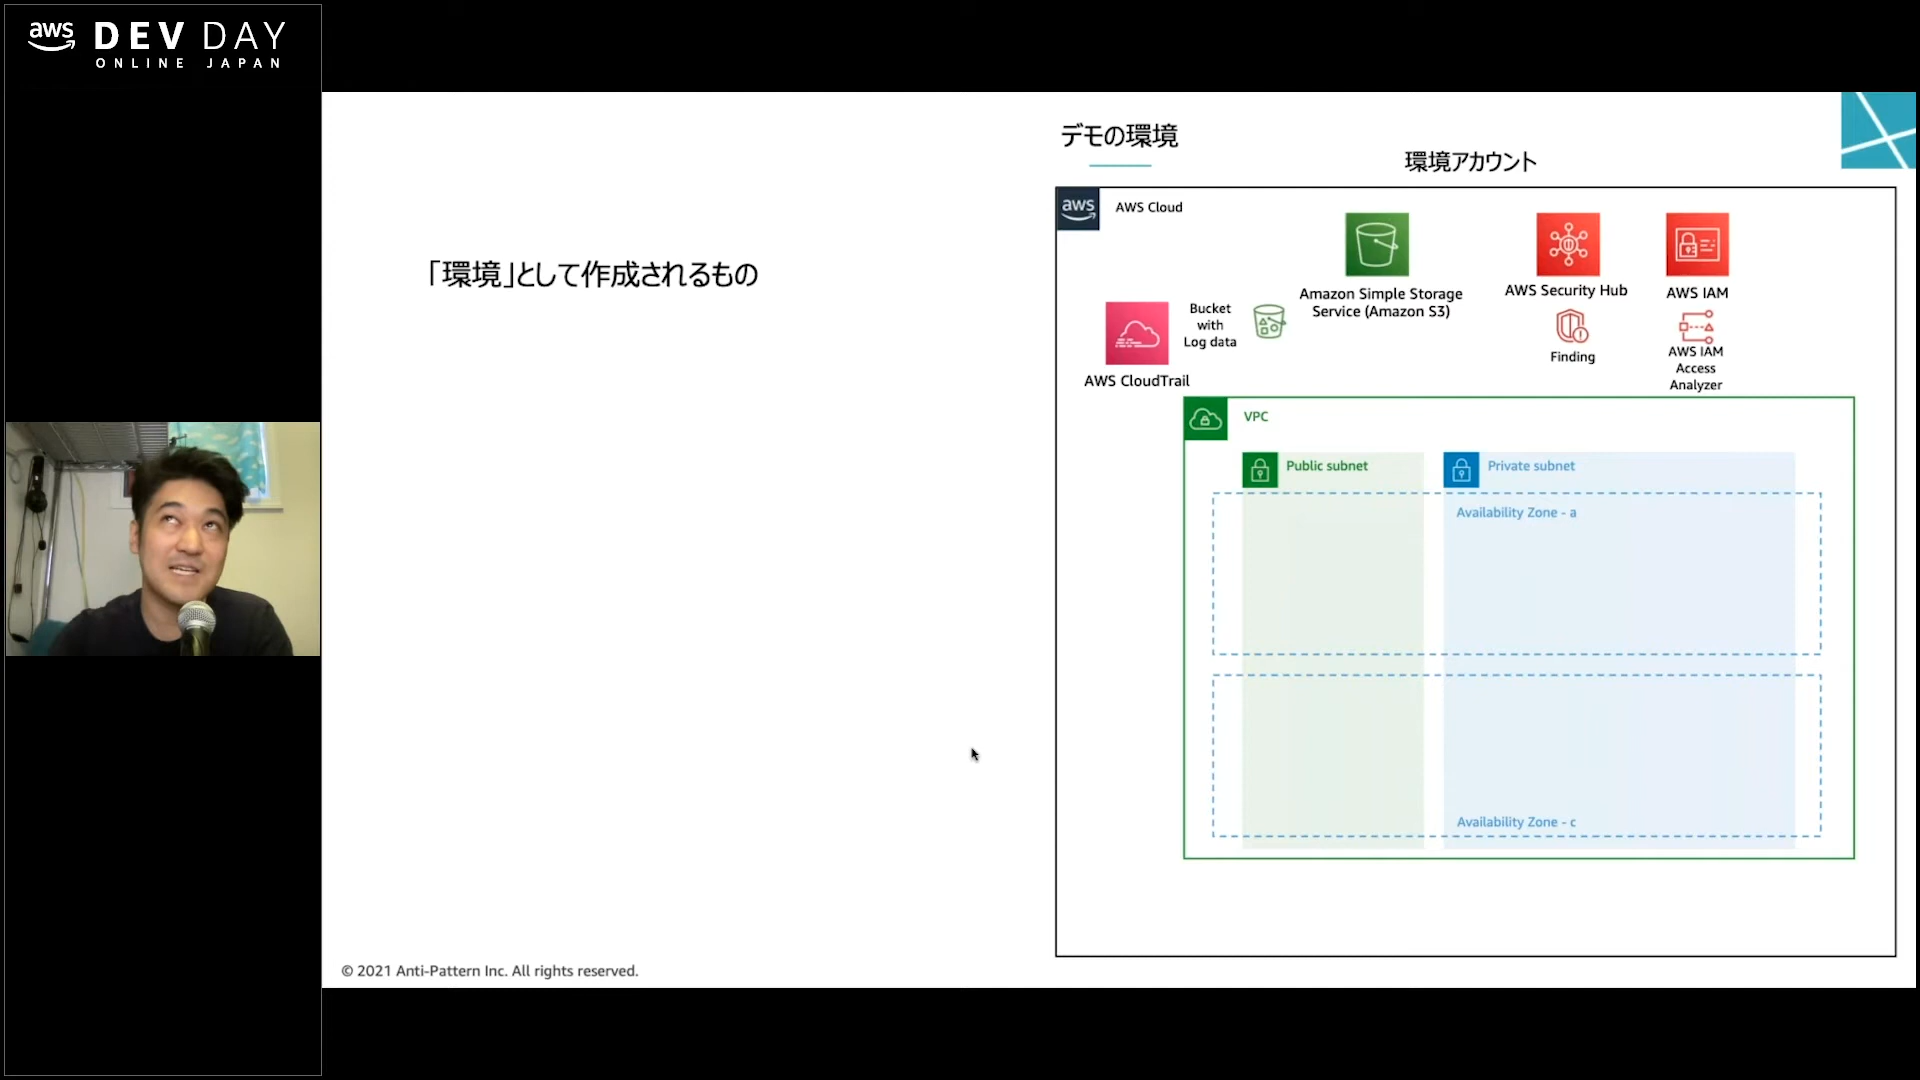 aws DEV DAY
ONLINE JAPAN
デモの環境
環境アカウント
「環境」として作成されるもの
aws
AWS Cloud
Amazon Simple Storage
Service (Amazon S3)
AWS Security Hub
Finding
AWS IAM
AWS IAM
Access
Analyzer
Bucket
with
Log data
AWS CloudTrail
VPC
Public subnet
Private subnet
Availability Zone - a
Availability Zone - c
© 2021 Anti-Pattern Inc. All rights reserved.